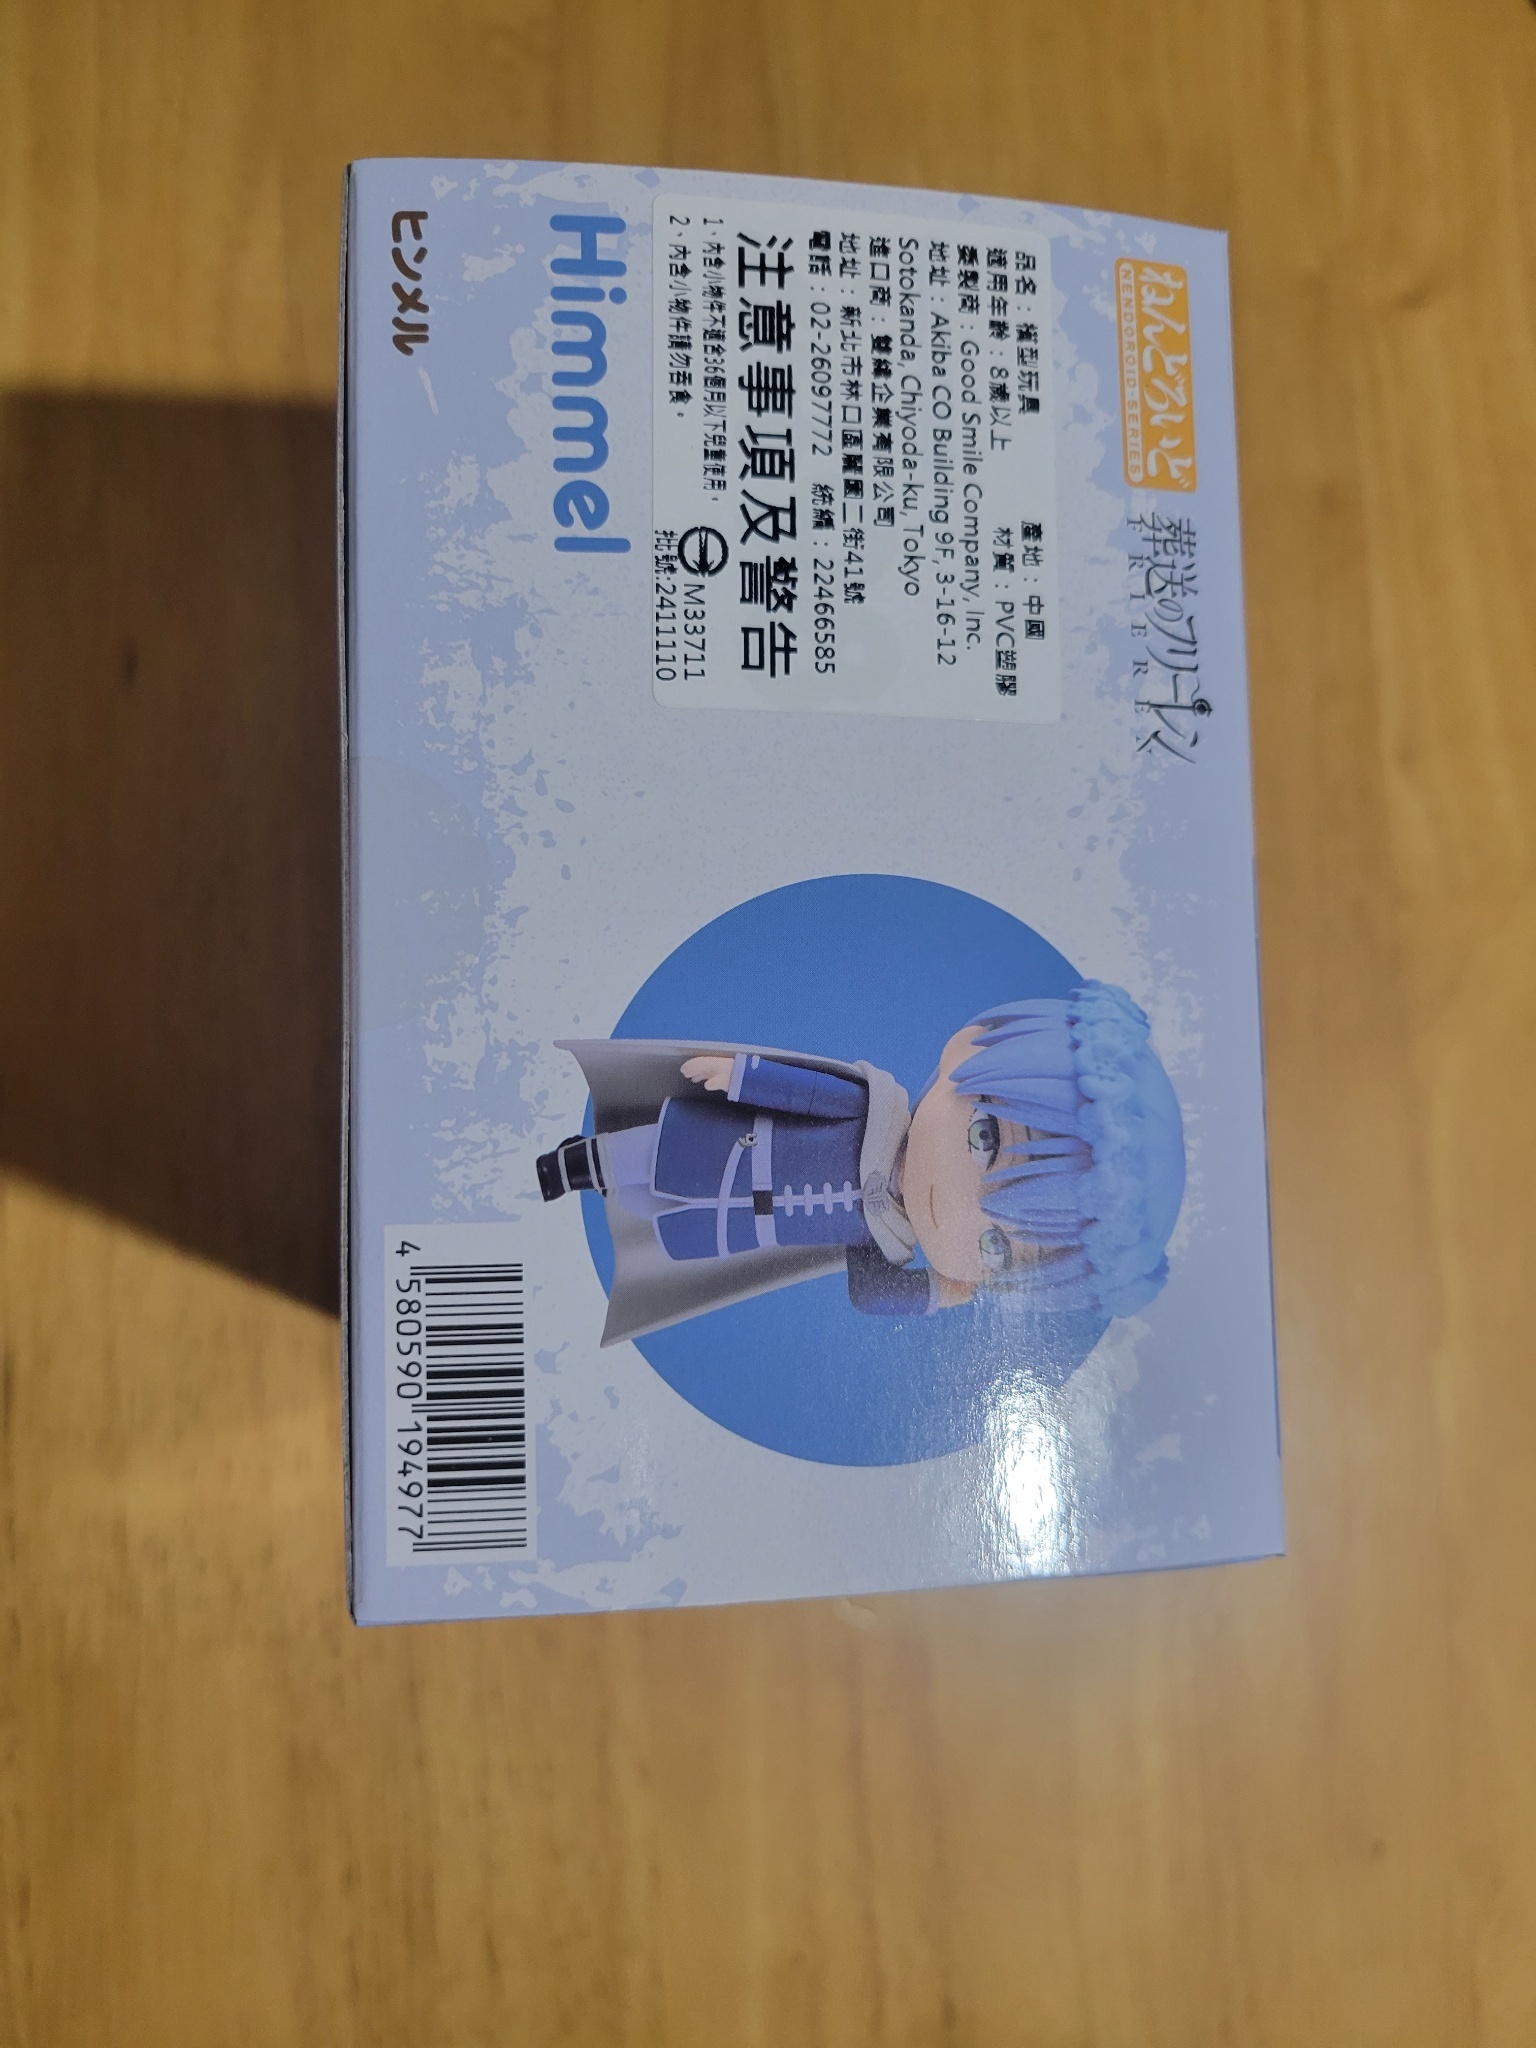 ねんどろいど
NENDOROID·SERIES
葬送のフリーレン
FRIEREN
品名：模型玩具 產地：中國
適用年齡：8歲以上 材質：PVC塑膠
委製商：Good Smile Company, Inc.
地址：Akiba CO Building 9F, 3-16-12
Sotokanda, Chiyoda-ku, Tokyo
進口商：雙緣企業有限公司
地址：新北市林口區麗園二街41號
電話：02-26097772 統編：22466585
注意事項及警告
1、內含小物件不適合36個月以下兒童使用。
2、內含小物件請勿吞食。
M33711
批號:2411110
Himmel
ヒンメル
4 580590 194977